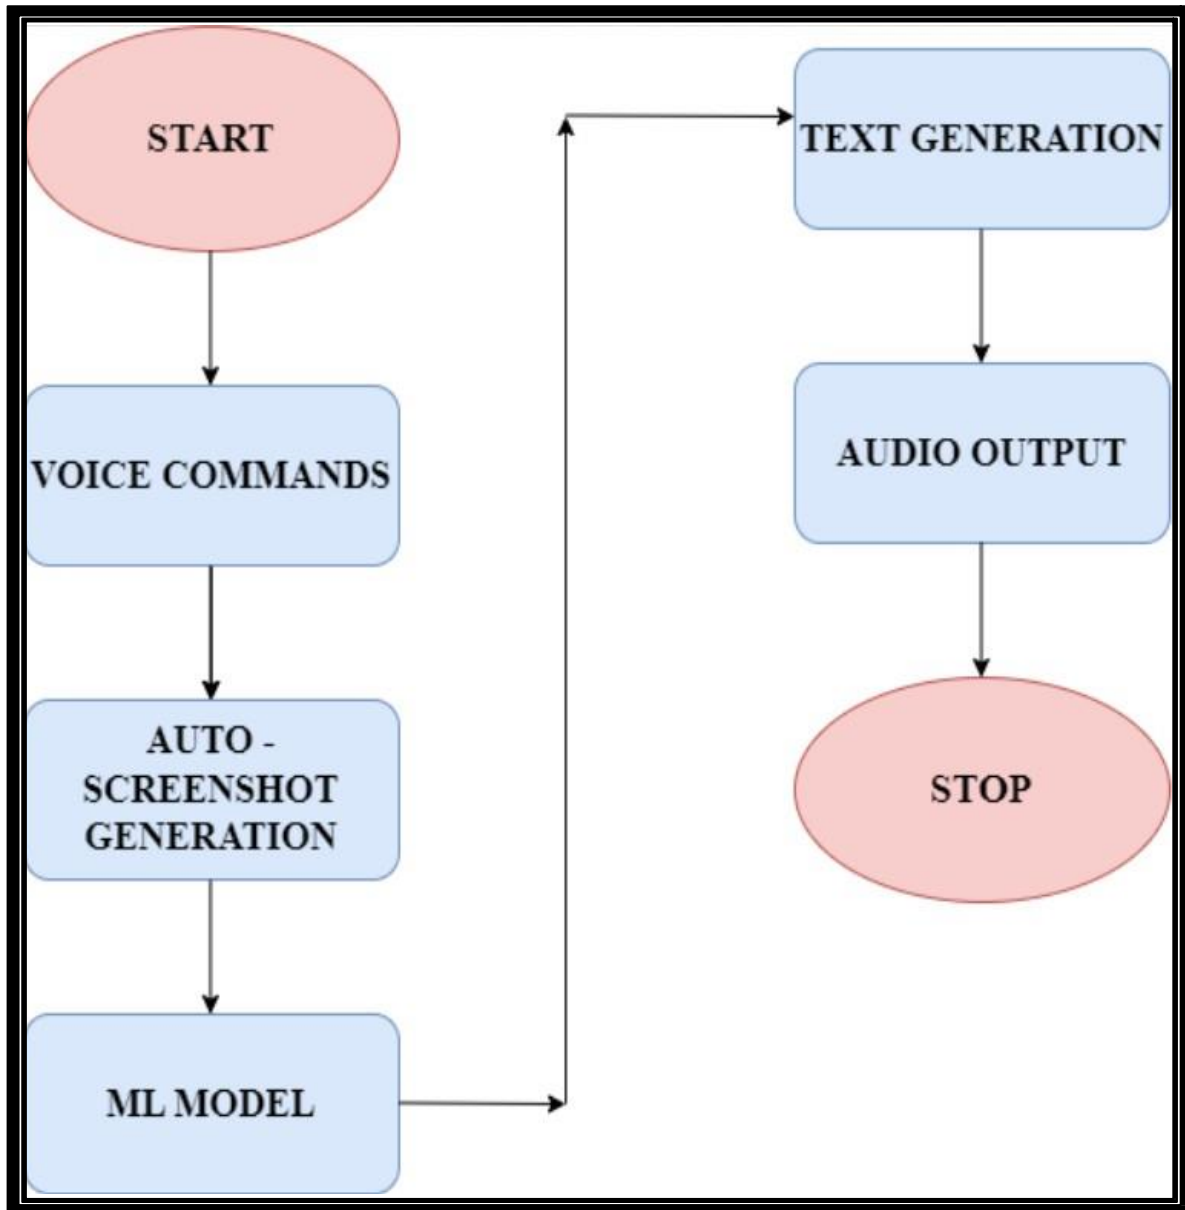 START
VOICE COMMANDS
AUTO -
SCREENSHOT
GENERATION
ML MODEL
TEXT GENERATION
AUDIO OUTPUT
STOP